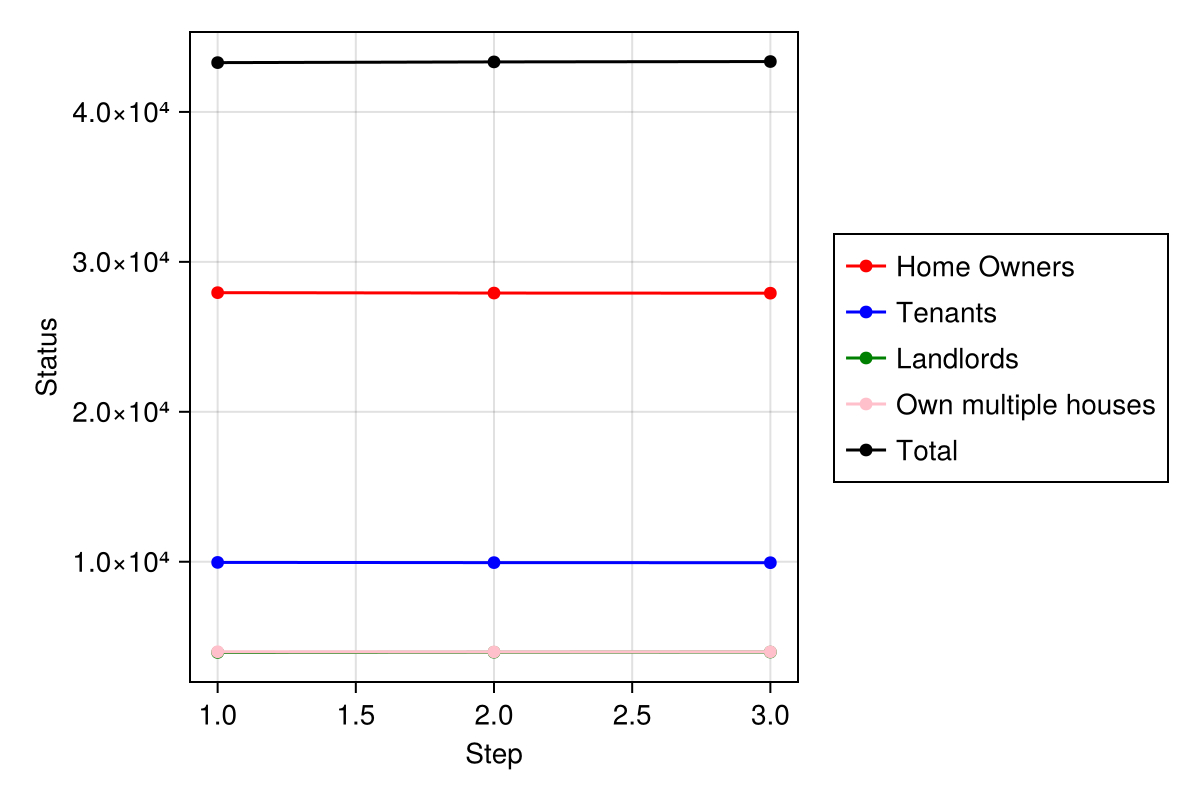 4.0×10⁴
3.0×10⁴
2.0×10⁴
1.0×10⁴
Status
1.0 1.5 2.0 2.5 3.0
Step
Home Owners
Tenants
Landlords
Own multiple houses
Total